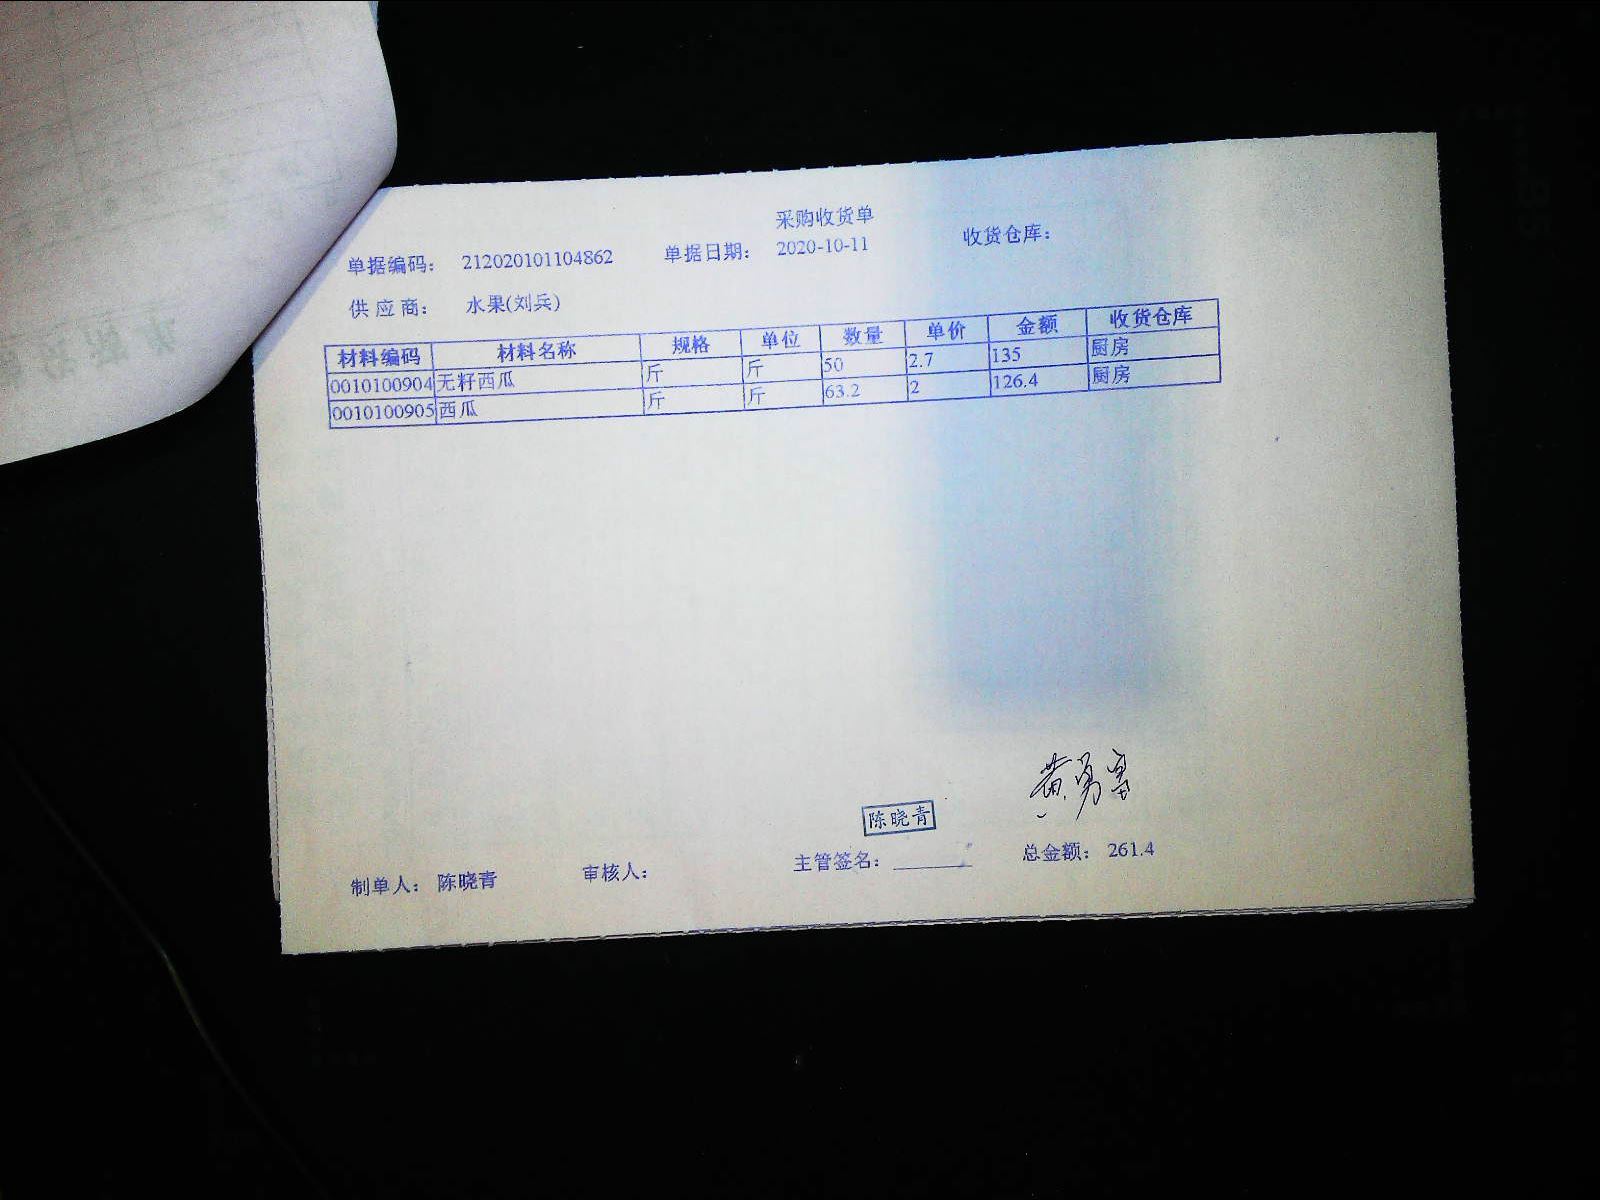 采购收货单
单据编码： 212020101104862 单据日期： 2020-10-11 收货仓库：
供应商： 水果(刘兵)
材料编码 材料名称 规格 单位 数量 单价 金额 收货仓库
0010100904 无籽西瓜 斤 斤 50 2.7 135 厨房
0010100905 西瓜 斤 斤 63.2 2 126.4 厨房
陈晓青
制单人： 陈晓青 审核人： 主管签名： 总金额： 261.4